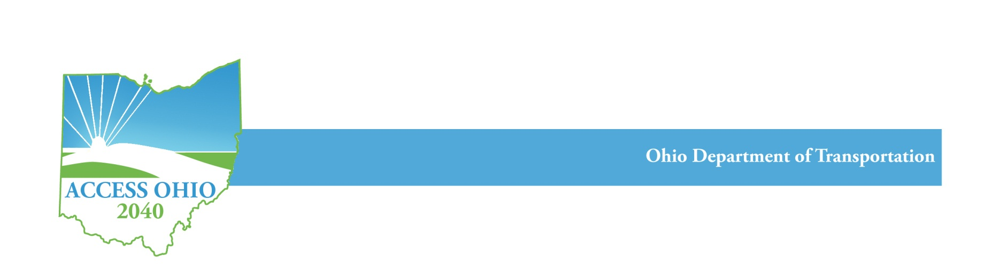 Ohio Department of Transportation
ACCESS OHIO
2040